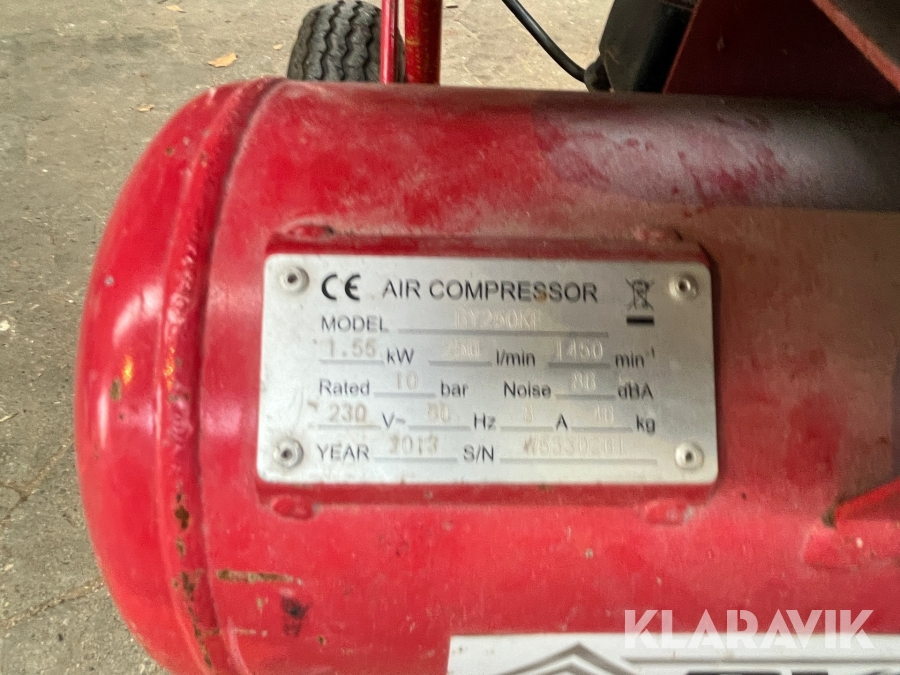 CE AIR COMPRESSOR
MODEL
1.55 kW 250 l/min 1450 min⁻¹
Rated 10 bar Noise dBA
230 V~ 50 Hz A kg
YEAR 2013 S/N
KLARAVIK